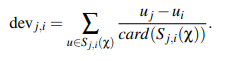 dev_{j,i} = \sum_{u \in S_{j,i}(\chi)} \frac{u_j - u_i}{card(S_{j,i}(\chi))}.